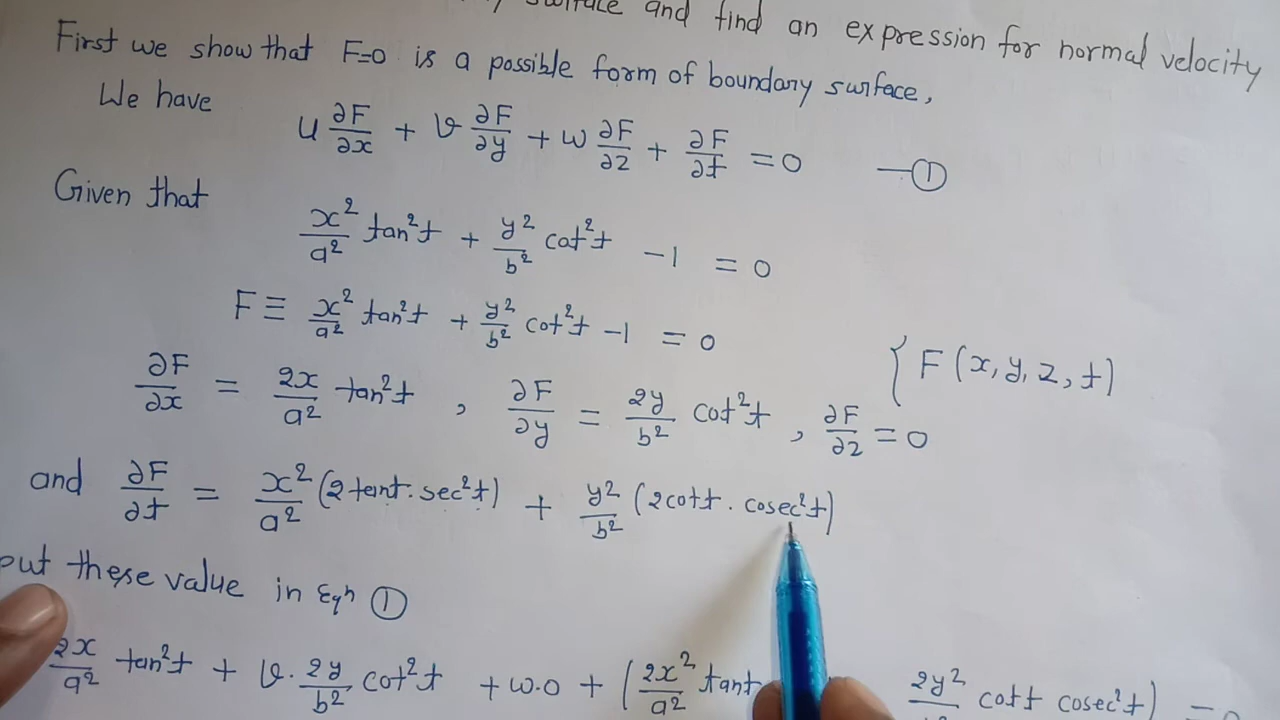 surface and find an expression for normal velocity
First we show that F=0 is a possible form of boundary surface,
We have
u ∂F/∂x + v ∂F/∂y + w ∂F/∂z + ∂F/∂t = 0 —①
Given that
x²/a² tan²t + y²/b² cot²t - 1 = 0
F ≡ x²/a² tan²t + y²/b² cot²t - 1 = 0
{ F(x, y, z, t)
∂F/∂x = 2x/a² tan²t , ∂F/∂y = 2y/b² cot²t , ∂F/∂z = 0
and ∂F/∂t = x²/a² (2tant. sec²t) + y²/b² (2cott. cosec²t)
put these value in Eqn ①
2x/a² tan²t + v. 2y/b² cot²t + w.0 + (2x²/a² tant 2y²/b² cott cosec²t) = 0